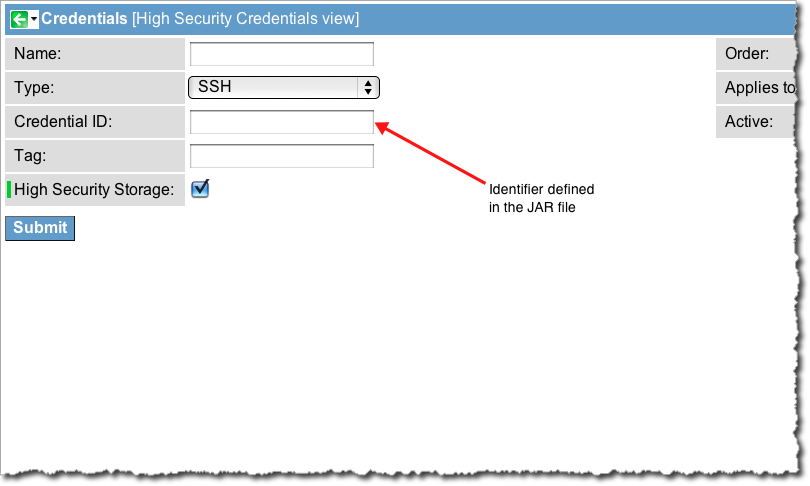 Credentials [High Security Credentials view]
Name:
Order:
Type:
SSH
Applies to
Credential ID:
Active:
Tag:
High Security Storage:
Identifier defined
in the JAR file
Submit